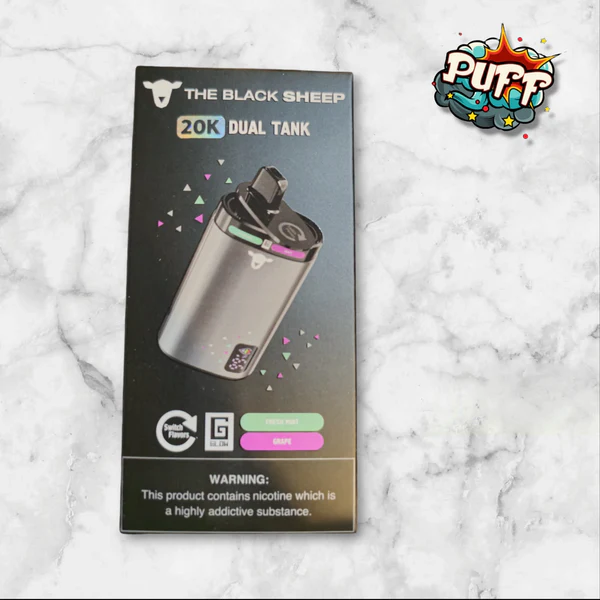 PUFF
THE BLACK SHEEP
20K DUAL TANK
Switch
Flavors
G
GLOW
FRESH MINT
GRAPE
WARNING:
This product contains nicotine which is
a highly addictive substance.